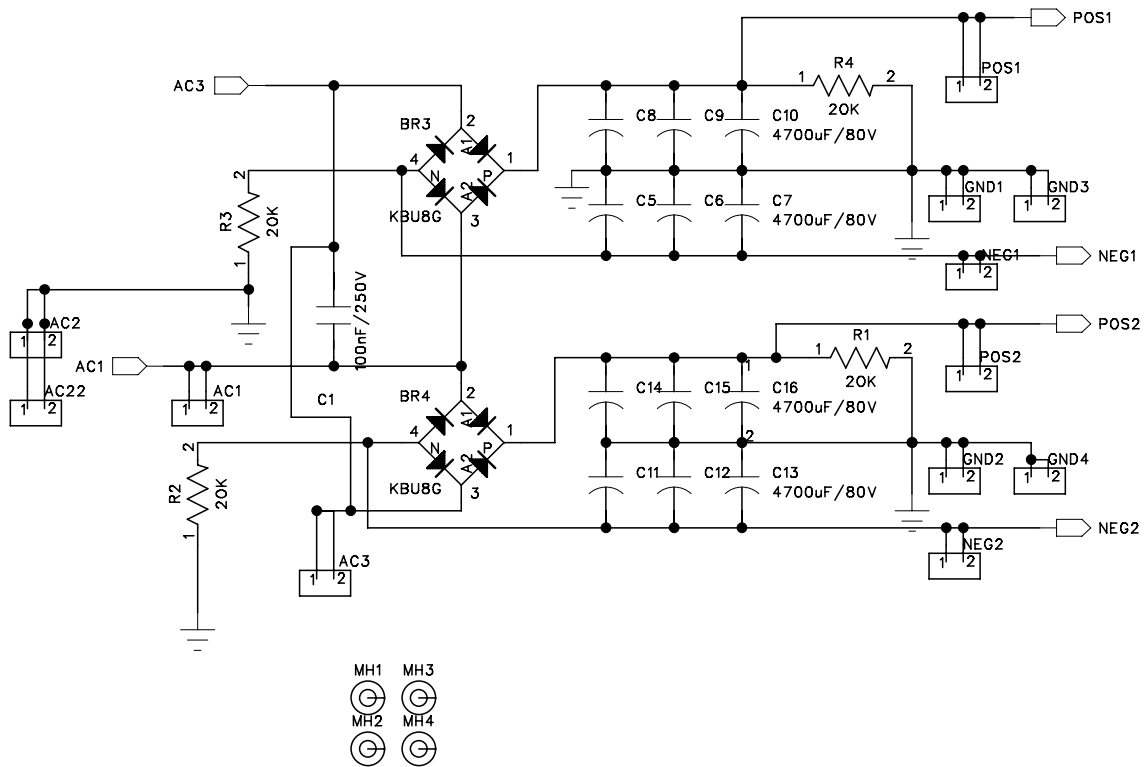 POS1
R4
POS1
1 2
1 2
AC3
20K
BR3
2
C8 C9 C10
4700uF/80V
A1
4 1
N P
2
A2
GND1 GND3
R3
20K
KBU8G
3
C5 C6 C7
4700uF/80V
1 2
1 2
1
NEG1
NEG1
1 2
100nF/250V
AC2
1 2
POS2
R1
1 2
20K
POS2
1 2
AC1
AC22
1 2
AC1
1 2
C1
BR4
2
1
C14 C15 C16
4700uF/80V
A1
4 1
N P
2
2
A2
GND2 GND4
R2
20K
KBU8G
3
C11 C12 C13
4700uF/80V
1 2
1 2
1
NEG2
NEG2
1 2
AC3
1 2
MH1 MH3
MH2 MH4